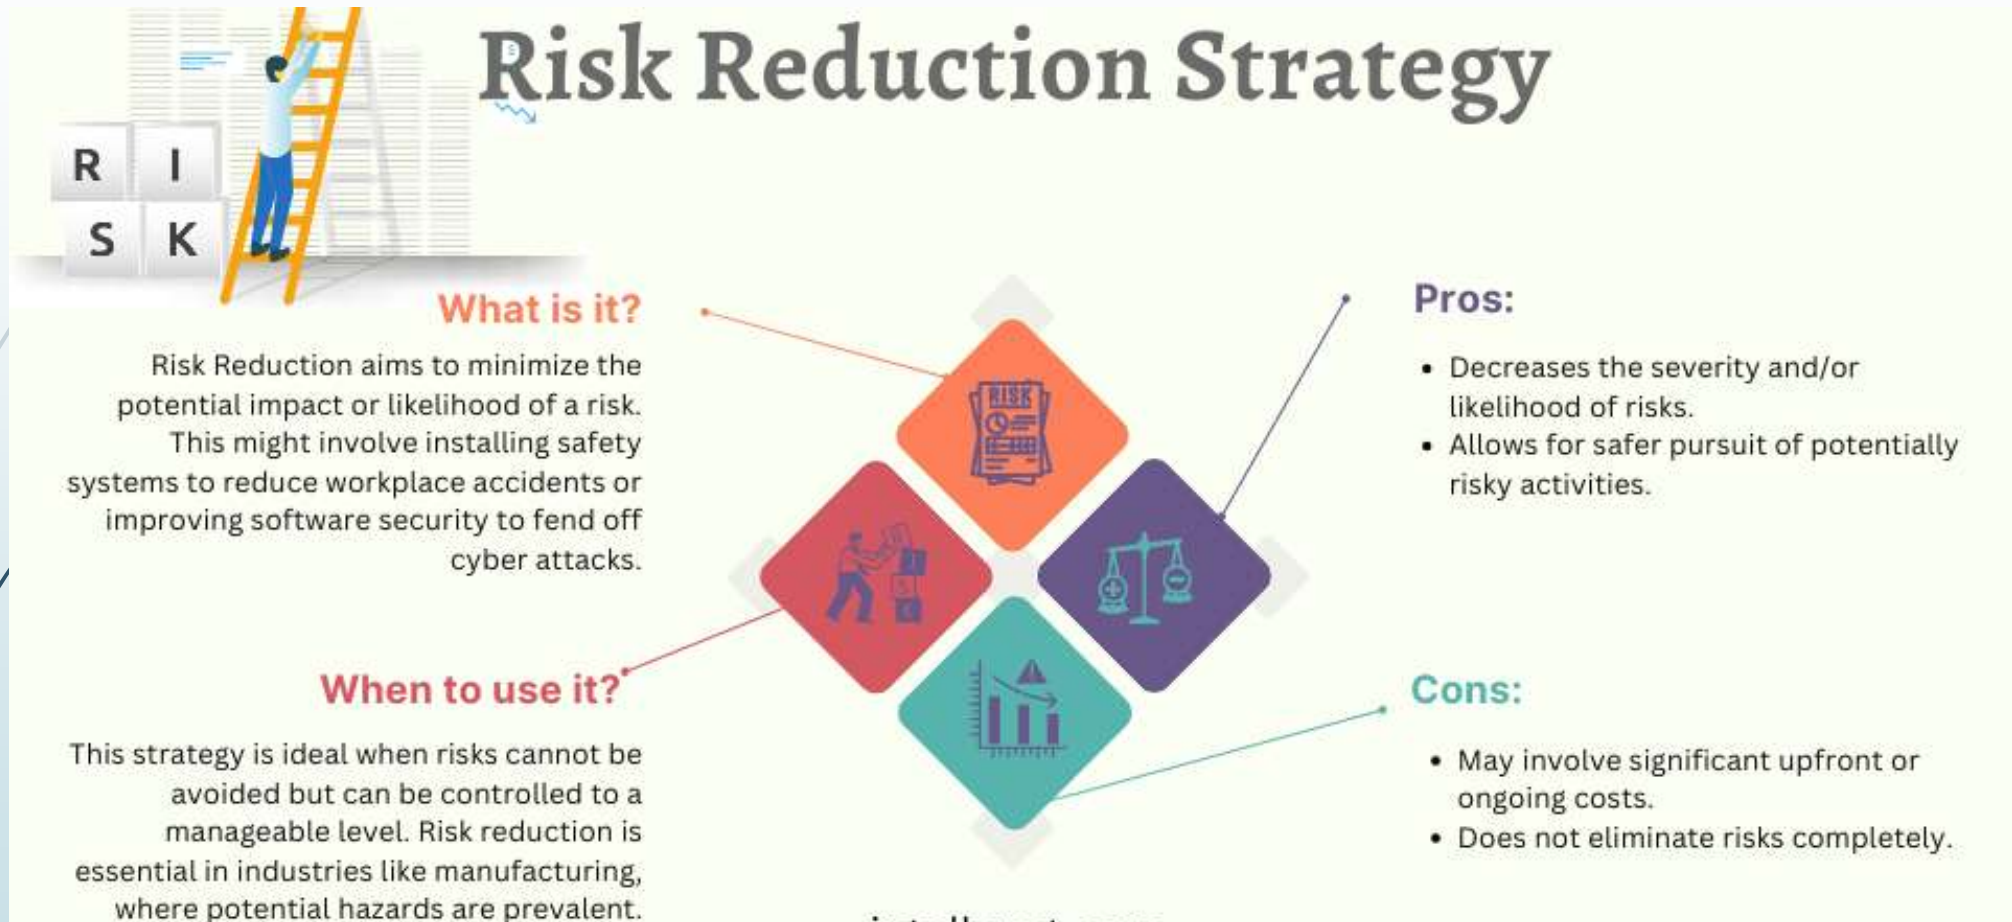 Risk Reduction Strategy
R I
S K
What is it?
Risk Reduction aims to minimize the
potential impact or likelihood of a risk.
This might involve installing safety
systems to reduce workplace accidents or
improving software security to fend off
cyber attacks.
When to use it?
This strategy is ideal when risks cannot be
avoided but can be controlled to a
manageable level. Risk reduction is
essential in industries like manufacturing,
where potential hazards are prevalent.
RISK
Pros:
• Decreases the severity and/or
likelihood of risks.
• Allows for safer pursuit of potentially
risky activities.
Cons:
• May involve significant upfront or
ongoing costs.
• Does not eliminate risks completely.